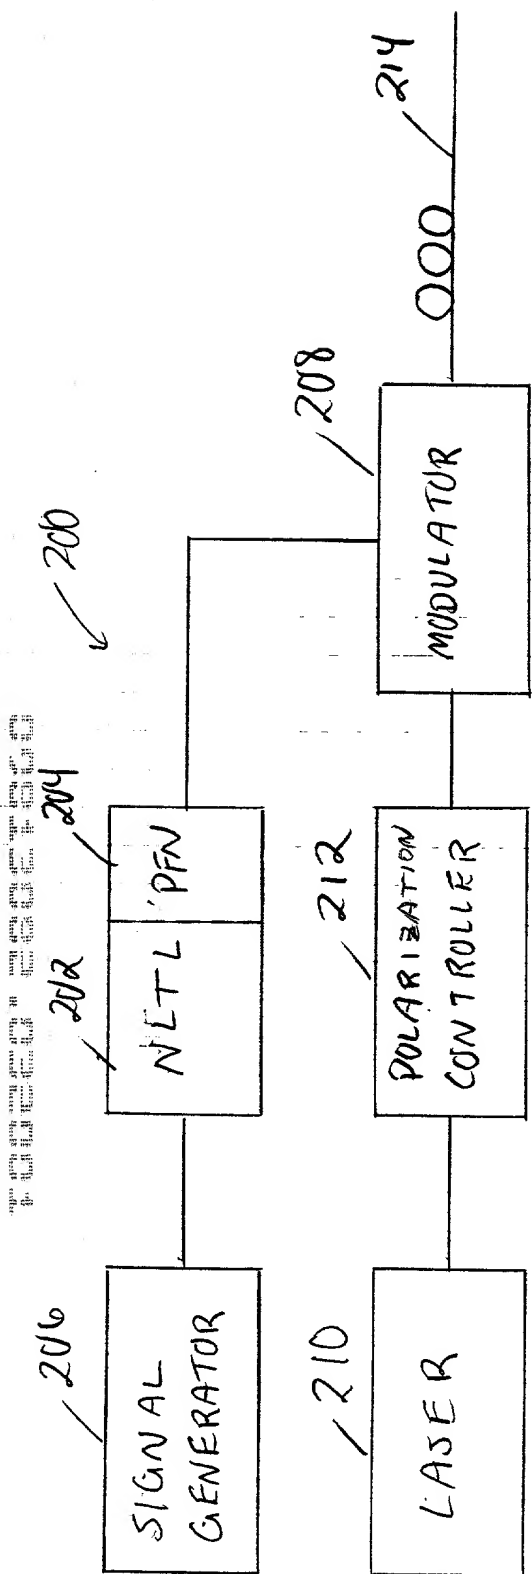 200
206
SIGNAL
GENERATOR
202
NLTL
204
PFN
210
LASER
212
POLARIZATION
CONTROLLER
208
MODULATOR
214